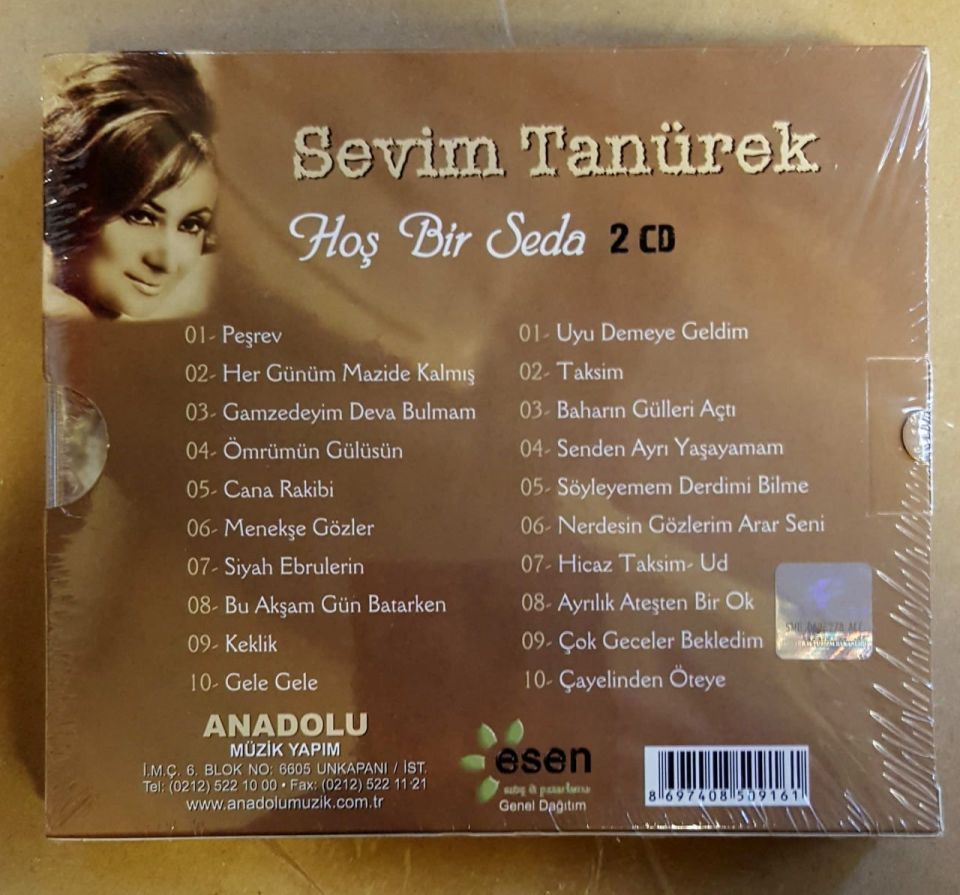 Sevim Tanürek
Hoş Bir Seda 2 CD
01- Peşrev
02- Her Günüm Mazide Kalmış
03- Gamzedeyim Deva Bulmam
04- Ömrümün Gülüsün
05- Cana Rakibi
06- Menekşe Gözler
07- Siyah Ebrulerin
08- Bu Akşam Gün Batarken
09- Keklik
10- Gele Gele
01- Uyu Demeye Geldim
02- Taksim
03- Baharın Gülleri Açtı
04- Senden Ayrı Yaşayamam
05- Söyleyemem Derdimi Bilme
06- Nerdesin Gözlerim Arar Seni
07- Hicaz Taksim- Ud
08- Ayrılık Ateşten Bir Ok
09- Çok Geceler Bekledim
10- Çayelinden Öteye
ANADOLU
MÜZİK YAPIM
İ.M.Ç. 6. BLOK NO: 6605 UNKAPANI / İST.
Tel: (0212) 522 10 00 • Fax: (0212) 522 11 21
www.anadolumuzik.com.tr
esen
satış & pazarlama
Genel Dağıtım
8 697408 509161